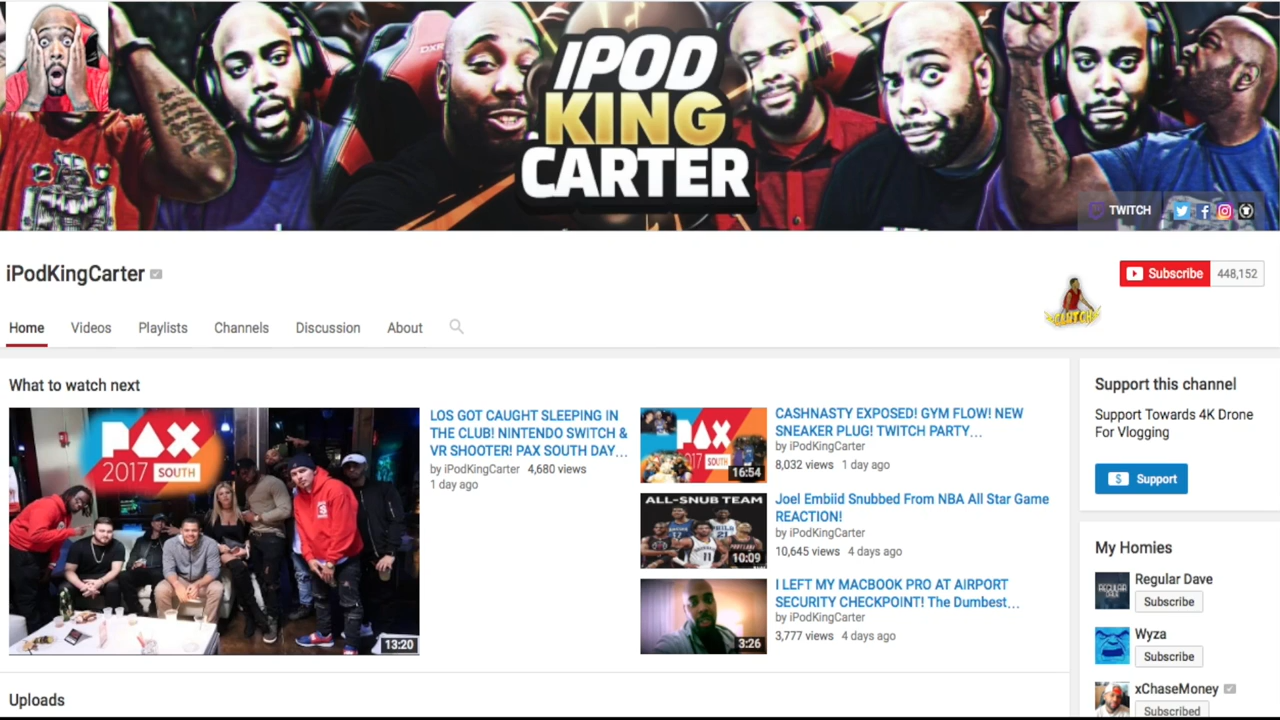 DXR
iPOD
KING
CARTER
TWITCH
iPodKingCarter
Subscribe 448,152
Home Videos Playlists Channels Discussion About
What to watch next
PAX
2017 SOUTH
13:20
LOS GOT CAUGHT SLEEPING IN
THE CLUB! NINTENDO SWITCH &
VR SHOOTER! PAX SOUTH DAY...
by iPodKingCarter 4,680 views
1 day ago
PAX
2017 SOUTH
16:54
CASHNASTY EXPOSED! GYM FLOW! NEW
SNEAKER PLUG! TWITCH PARTY...
by iPodKingCarter
8,032 views 1 day ago
ALL-SNUB TEAM
10:09
Joel Embiid Snubbed From NBA All Star Game
REACTION!
by iPodKingCarter
10,645 views 4 days ago
3:26
I LEFT MY MACBOOK PRO AT AIRPORT
SECURITY CHECKPOINT! The Dumbest...
by iPodKingCarter
3,777 views 4 days ago
Uploads
Support this channel
Support Towards 4K Drone
For Vlogging
$ Support
My Homies
Regular Dave
Subscribe
Wyza
Subscribe
xChaseMoney
Subscribed